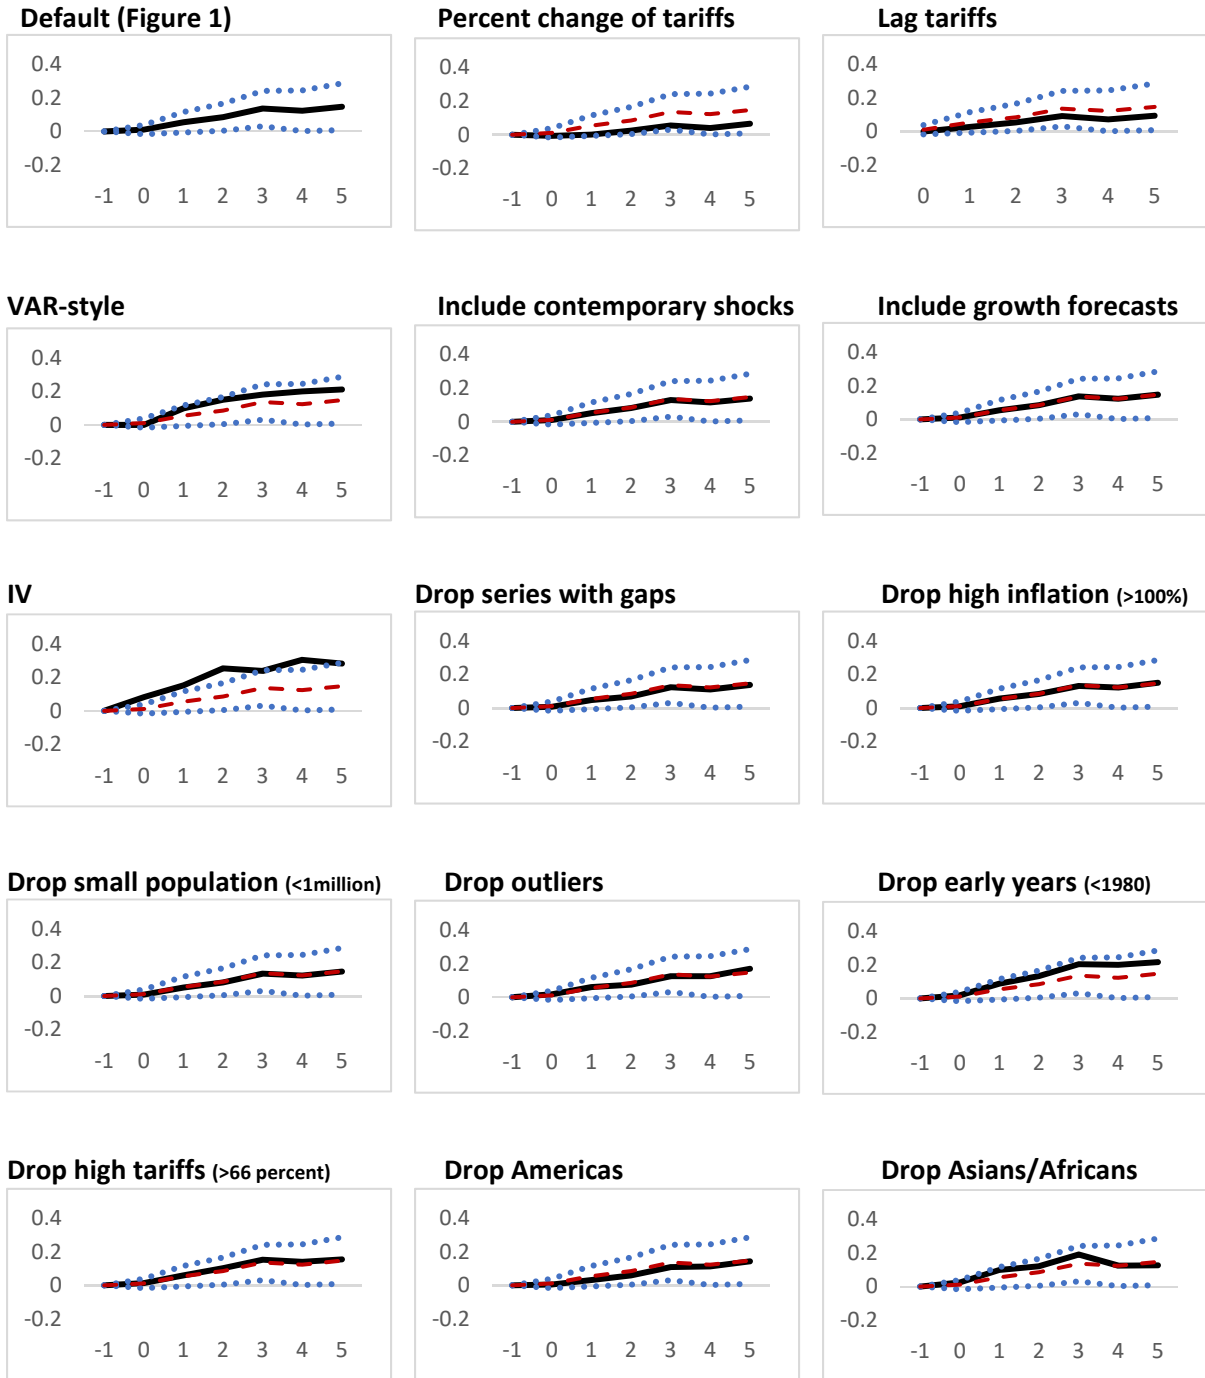 Default (Figure 1)
0.4
0.2
0
-0.2
-1 0 1 2 3 4 5
Percent change of tariffs
0.4
0.2
0
-0.2
-1 0 1 2 3 4 5
Lag tariffs
0.4
0.2
0
-0.2
0 1 2 3 4 5
VAR-style
0.4
0.2
0
-0.2
-1 0 1 2 3 4 5
Include contemporary shocks
0.4
0.2
0
-0.2
-1 0 1 2 3 4 5
Include growth forecasts
0.4
0.2
0
-0.2
-1 0 1 2 3 4 5
IV
0.4
0.2
0
-0.2
-1 0 1 2 3 4 5
Drop series with gaps
0.4
0.2
0
-0.2
-1 0 1 2 3 4 5
Drop high inflation (>100%)
0.4
0.2
0
-0.2
-1 0 1 2 3 4 5
Drop small population (<1million)
0.4
0.2
0
-0.2
-1 0 1 2 3 4 5
Drop outliers
0.4
0.2
0
-0.2
-1 0 1 2 3 4 5
Drop early years (<1980)
0.4
0.2
0
-0.2
-1 0 1 2 3 4 5
Drop high tariffs (>66 percent)
0.4
0.2
0
-0.2
-1 0 1 2 3 4 5
Drop Americas
0.4
0.2
0
-0.2
-1 0 1 2 3 4 5
Drop Asians/Africans
0.4
0.2
0
-0.2
-1 0 1 2 3 4 5